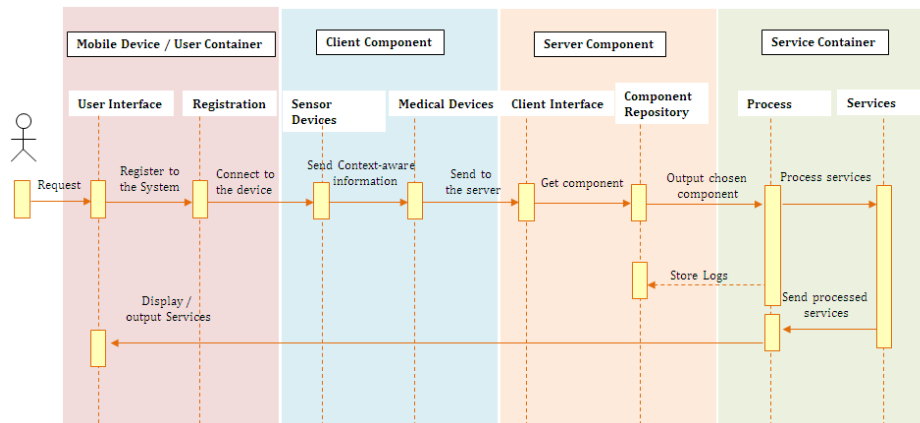 Mobile Device / User Container
Client Component
Server Component
Service Container
User Interface
Registration
Sensor
Devices
Medical Devices
Client Interface
Component
Repository
Process
Services
Request
Register to
the System
Connect to
the device
Send Context-aware
information
Send to
the server
Get component
Output chosen
component
Process services
Store Logs
Send processed
services
Display /
output Services